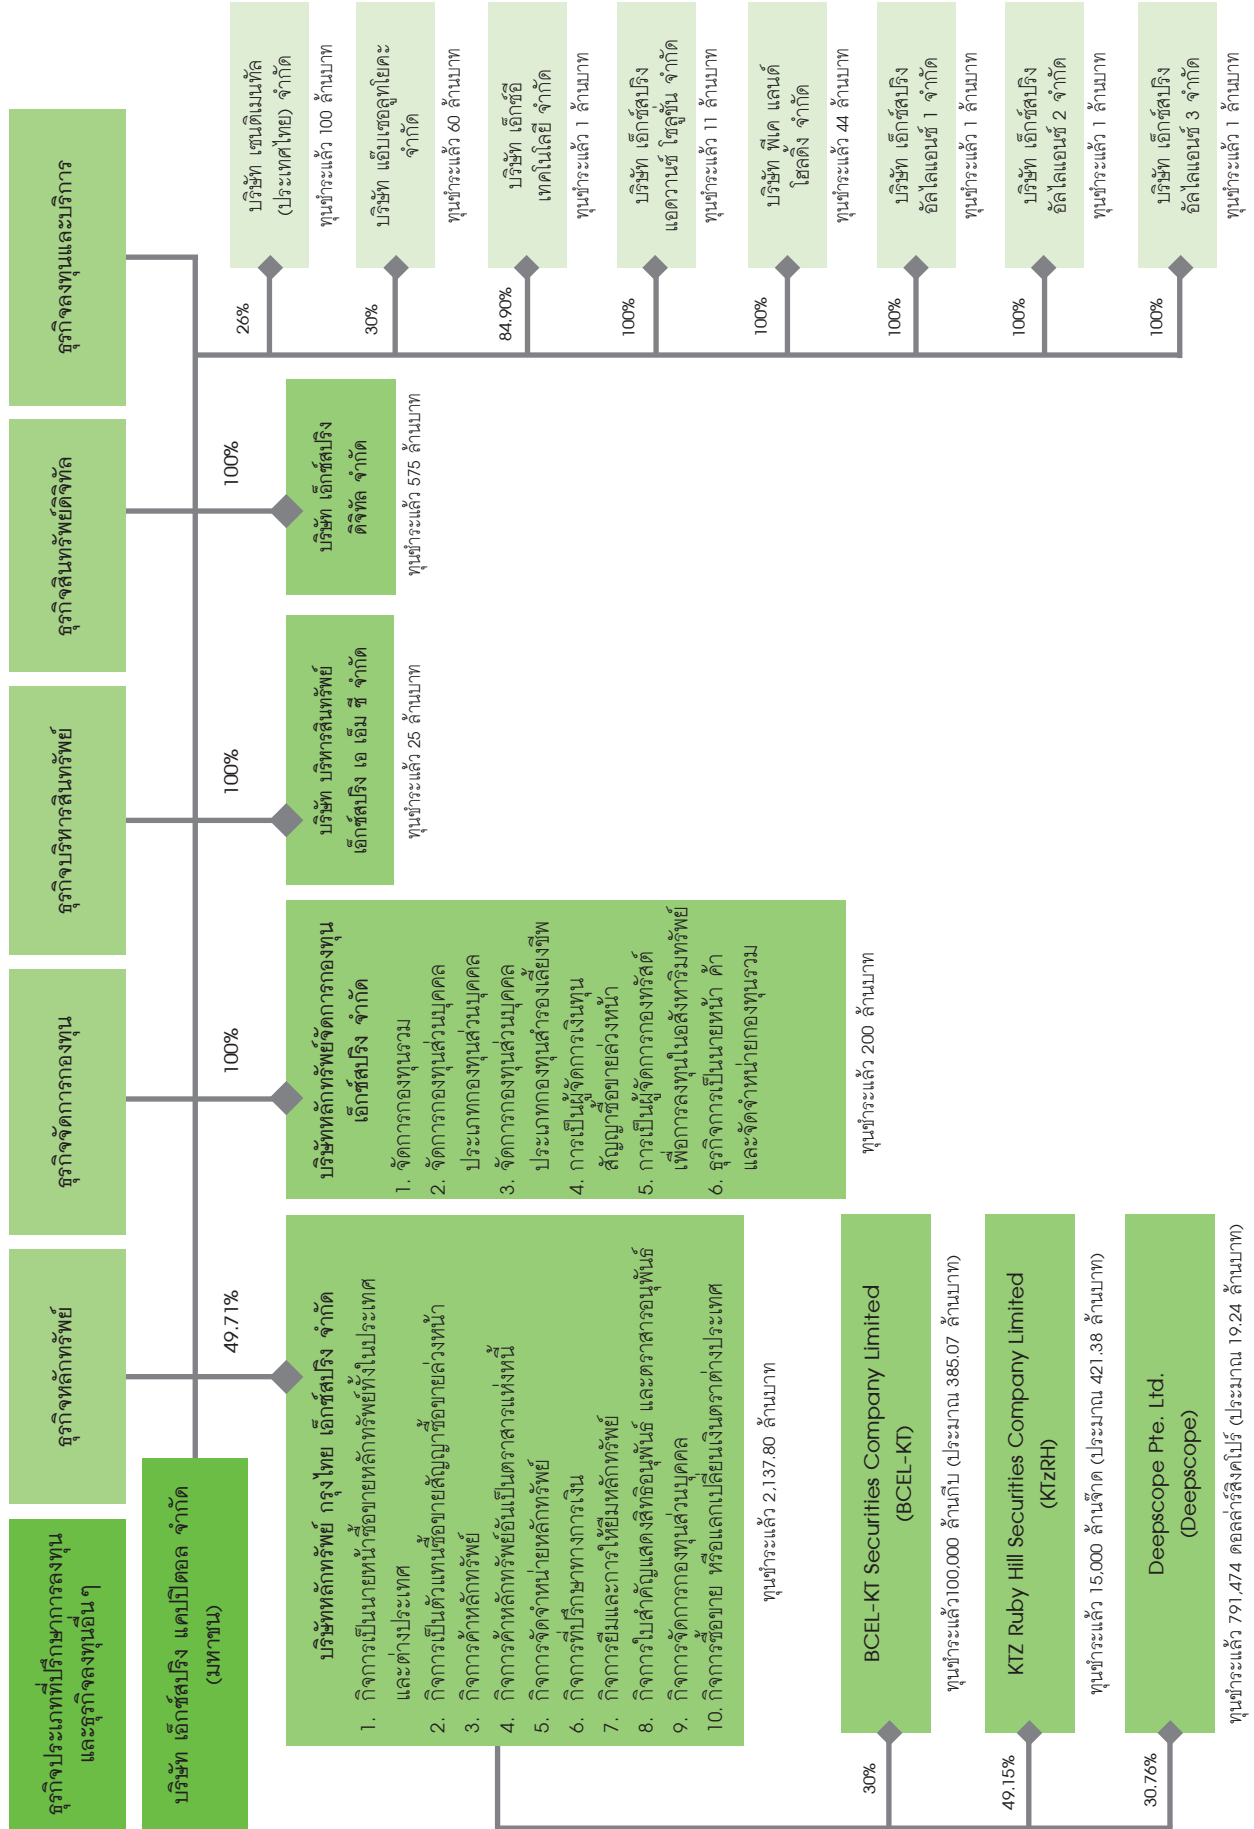 ธุรกิจประเภทที่ปรึกษาการลงทุน
และธุรกิจลงทุนอื่นๆ
ธุรกิจหลักทรัพย์
ธุรกิจจัดการกองทุน
ธุรกิจบริหารสินทรัพย์
ธุรกิจสินทรัพย์ดิจิทัล
ธุรกิจลงทุนและบริการ
บริษัท เอ็กซ์สปริง แคปปิตอล จำกัด
(มหาชน)
49.71%
100%
100%
100%
บริษัทหลักทรัพย์ กรุงไทย เอ็กซ์สปริง จำกัด
1. กิจการเป็นนายหน้าซื้อขายหลักทรัพย์ทั้งในประเทศ
และต่างประเทศ
2. กิจการเป็นตัวแทนซื้อขายสัญญาซื้อขายล่วงหน้า
3. กิจการค้าหลักทรัพย์
4. กิจการค้าหลักทรัพย์อันเป็นตราสารแห่งหนี้
5. กิจการจัดจำหน่ายหลักทรัพย์
6. กิจการที่ปรึกษาทางการเงิน
7. กิจการยืมและการให้ยืมหลักทรัพย์
8. กิจการใบสำคัญแสดงสิทธิอนุพันธ์ และตราสารอนุพันธ์
9. กิจการจัดการกองทุนส่วนบุคคล
10. กิจการซื้อขาย หรือแลกเปลี่ยนเงินตราต่างประเทศ
ทุนชำระแล้ว 2,137.80 ล้านบาท
บริษัทหลักทรัพย์จัดการกองทุน
เอ็กซ์สปริง จำกัด
1. จัดการกองทุนรวม
2. จัดการกองทุนส่วนบุคคล
ประเภทกองทุนส่วนบุคคล
3. จัดการกองทุนส่วนบุคคล
ประเภทกองทุนสำรองเลี้ยงชีพ
4. การเป็นผู้จัดการเงินทุน
สัญญาซื้อขายล่วงหน้า
5. การเป็นผู้จัดการกองทรัสต์
เพื่อการลงทุนในอสังหาริมทรัพย์
6. ธุรกิจการเป็นนายหน้า ค้า
และจัดจำหน่ายกองทุนรวม
ทุนชำระแล้ว 200 ล้านบาท
บริษัท บริหารสินทรัพย์
เอ็กซ์สปริง เอ เอ็ม ซี จำกัด
ทุนชำระแล้ว 25 ล้านบาท
บริษัท เอ็กซ์สปริง
ดิจิทัล จำกัด
ทุนชำระแล้ว 575 ล้านบาท
26%
บริษัท เซนติเมนทัล
(ประเทศไทย) จำกัด
ทุนชำระแล้ว 100 ล้านบาท
30%
บริษัท แอ๊บเซอลูทโยคะ
จำกัด
ทุนชำระแล้ว 60 ล้านบาท
84.90%
บริษัท เอ็กซ์อี
เทคโนโลยี จำกัด
ทุนชำระแล้ว 1 ล้านบาท
100%
บริษัท เอ็กซ์สปริง
แอดวานซ์ โซลูชั่น จำกัด
ทุนชำระแล้ว 11 ล้านบาท
100%
บริษัท พีเค แลนด์
โฮลดิ้ง จำกัด
ทุนชำระแล้ว 44 ล้านบาท
100%
บริษัท เอ็กซ์สปริง
อัลไลแอนซ์ 1 จำกัด
ทุนชำระแล้ว 1 ล้านบาท
100%
บริษัท เอ็กซ์สปริง
อัลไลแอนซ์ 2 จำกัด
ทุนชำระแล้ว 1 ล้านบาท
100%
บริษัท เอ็กซ์สปริง
อัลไลแอนซ์ 3 จำกัด
ทุนชำระแล้ว 1 ล้านบาท
30%
BCEL-KT Securities Company Limited
(BCEL-KT)
ทุนชำระแล้ว100,000 ล้านกีบ (ประมาณ 385.07 ล้านบาท)
49.15%
KTZ Ruby Hill Securities Company Limited
(KTzRH)
ทุนชำระแล้ว 15,000 ล้านจ๊าด (ประมาณ 421.38 ล้านบาท)
30.76%
Deepscope Pte. Ltd.
(Deepscope)
ทุนชำระแล้ว 791,474 ดอลล่าร์สิงคโปร์ (ประมาณ 19.24 ล้านบาท)